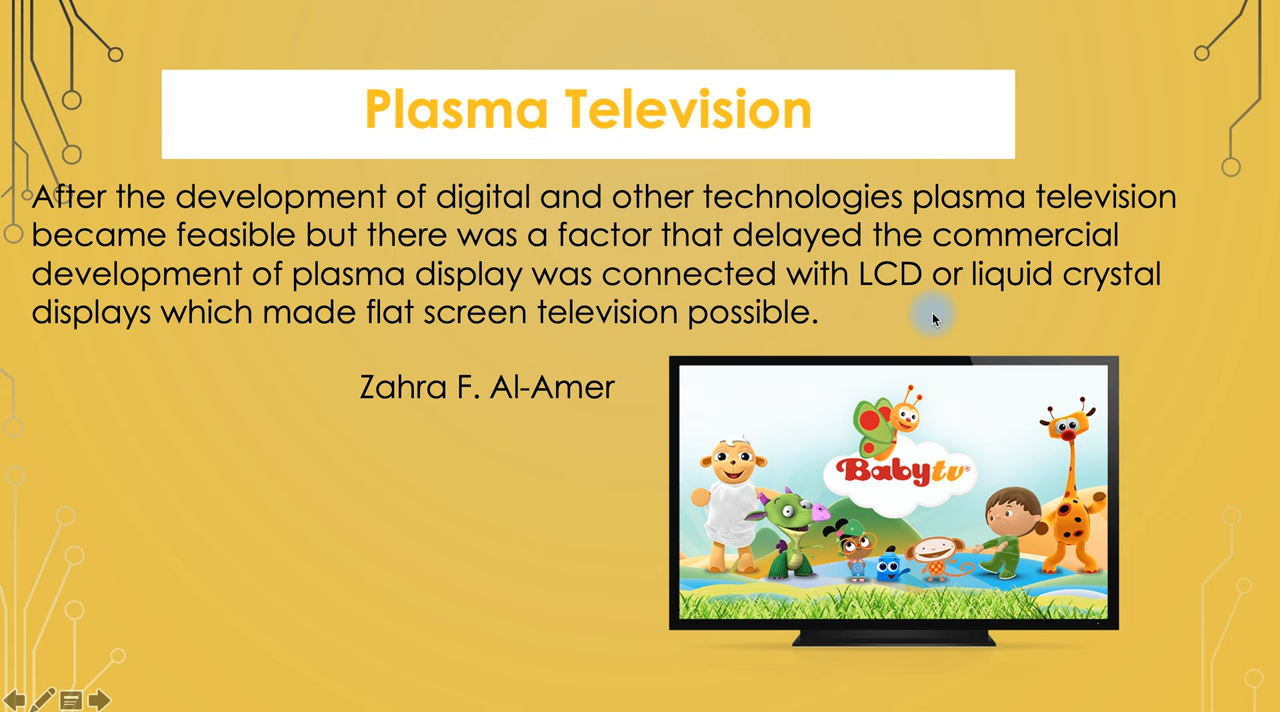 Plasma Television
After the development of digital and other technologies plasma television
became feasible but there was a factor that delayed the commercial
development of plasma display was connected with LCD or liquid crystal
displays which made flat screen television possible.
Zahra F. Al-Amer
Babytv®